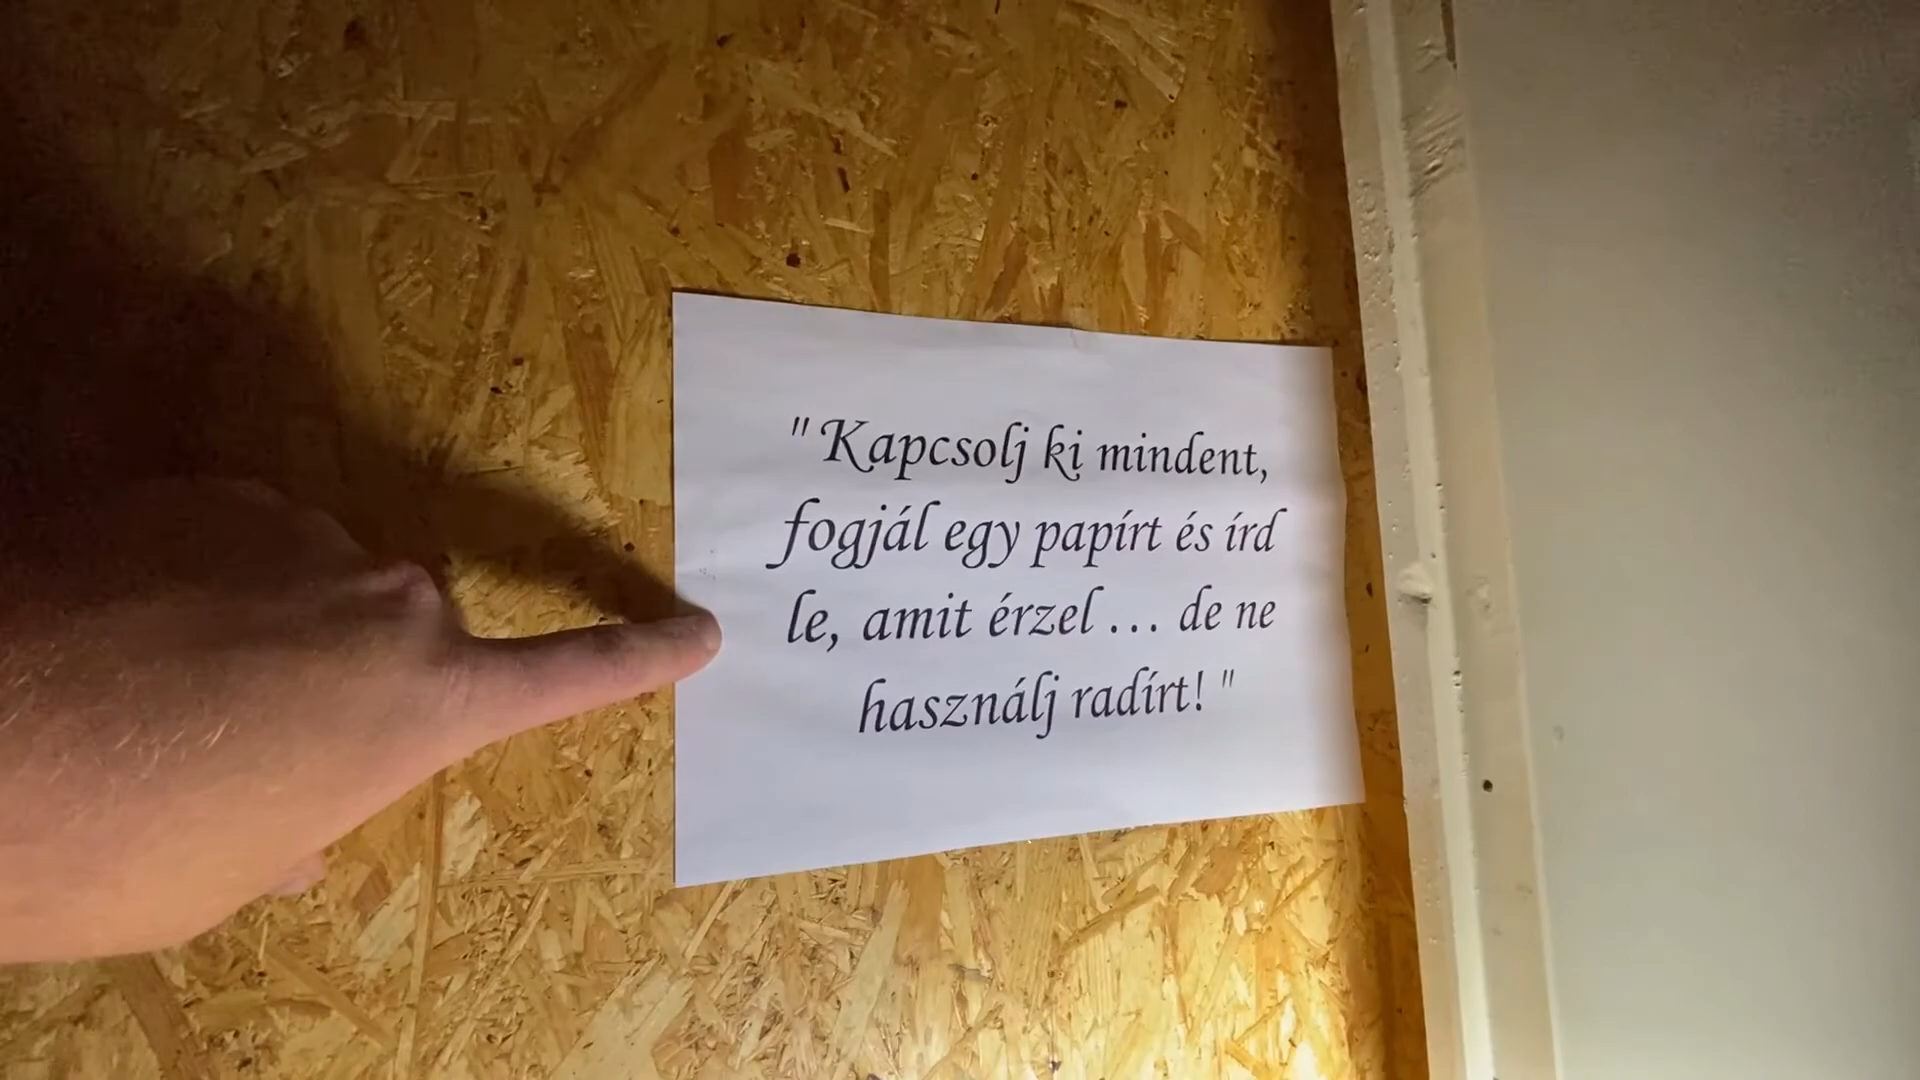 "Kapcsolj ki mindent,
fogjál egy papírt és írd
le, amit érzel ... de ne
használj radírt! "